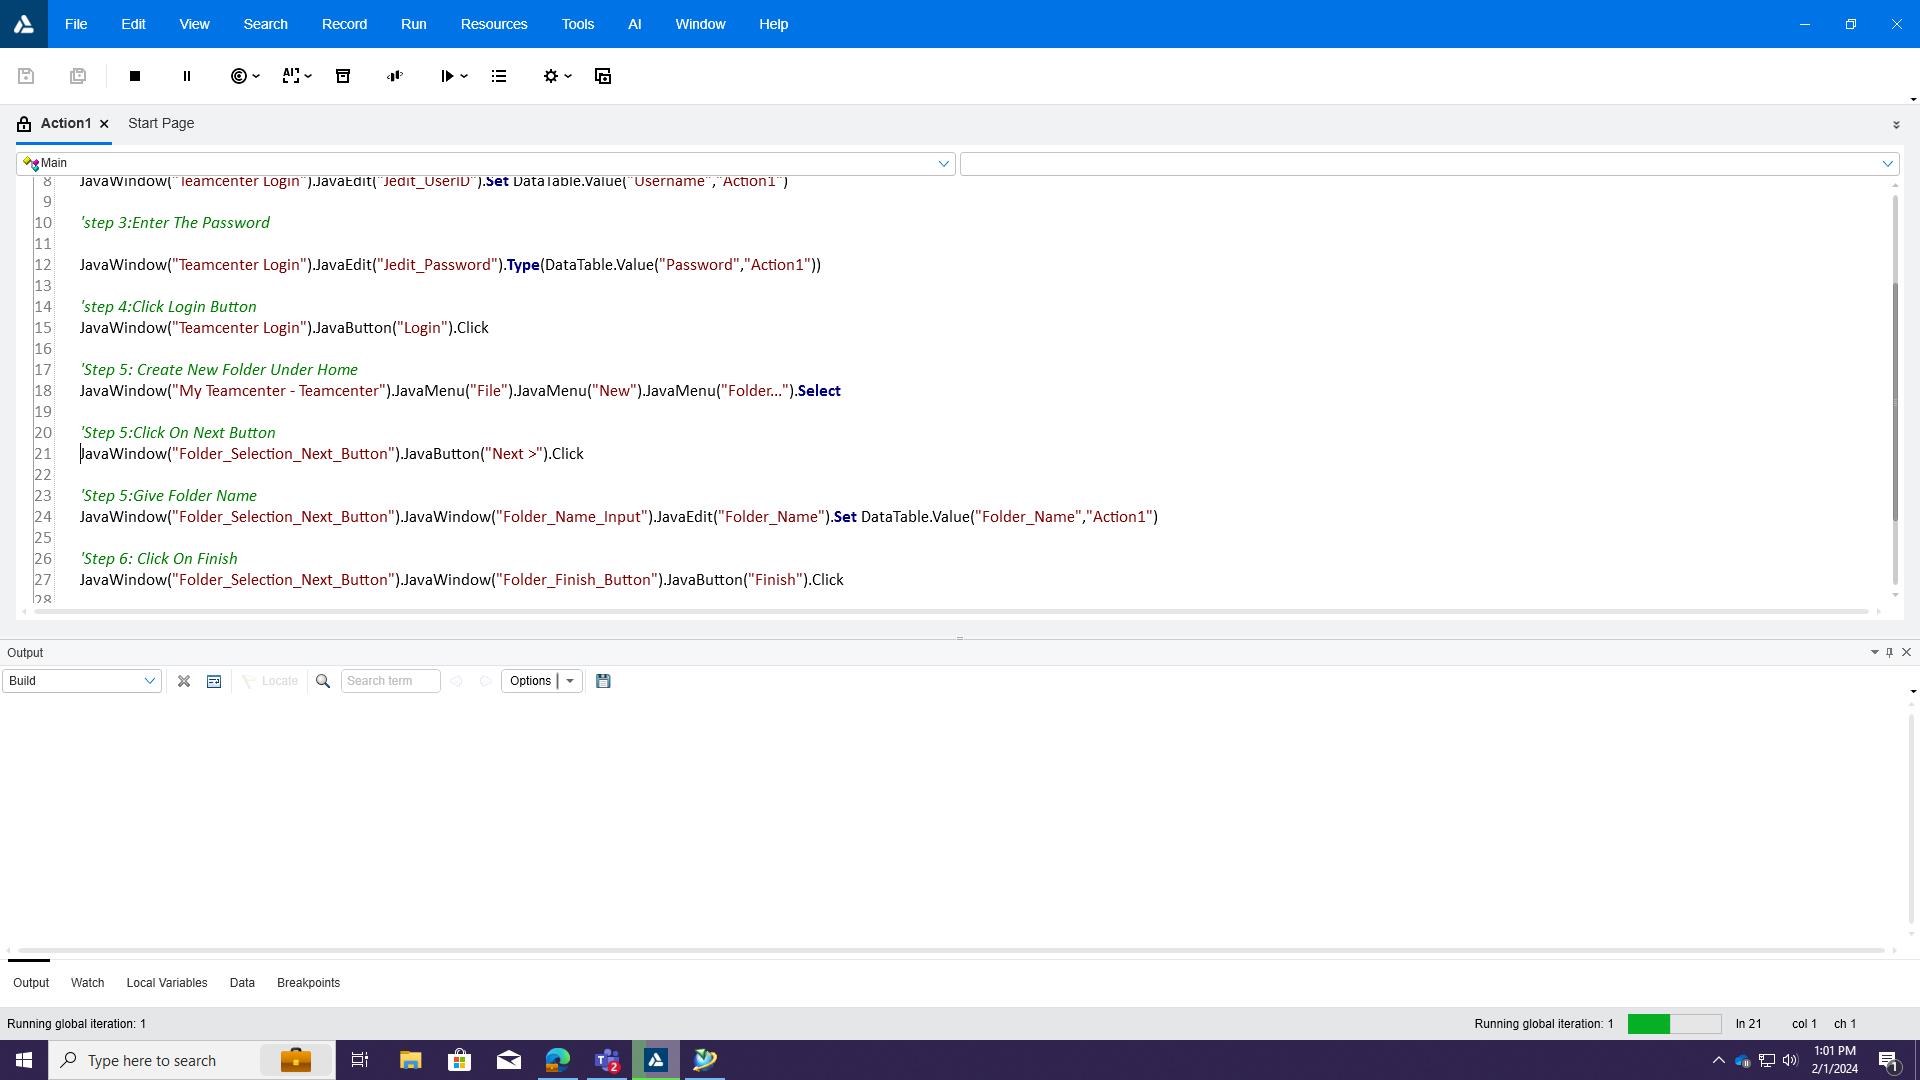 File Edit View Search Record Run Resources Tools AI Window Help
Action1 Start Page
Main
8 JavaWindow("Teamcenter Login").JavaEdit("Jedit_UserID").Set DataTable.Value("Username","Action1")
9
10 'step 3:Enter The Password
11
12 JavaWindow("Teamcenter Login").JavaEdit("Jedit_Password").Type(DataTable.Value("Password","Action1"))
13
14 'step 4:Click Login Button
15 JavaWindow("Teamcenter Login").JavaButton("Login").Click
16
17 'Step 5: Create New Folder Under Home
18 JavaWindow("My Teamcenter - Teamcenter").JavaMenu("File").JavaMenu("New").JavaMenu("Folder...").Select
19
20 'Step 5:Click On Next Button
21 JavaWindow("Folder_Selection_Next_Button").JavaButton("Next >").Click
22
23 'Step 5:Give Folder Name
24 JavaWindow("Folder_Selection_Next_Button").JavaWindow("Folder_Name_Input").JavaEdit("Folder_Name").Set DataTable.Value("Folder_Name","Action1")
25
26 'Step 6: Click On Finish
27 JavaWindow("Folder_Selection_Next_Button").JavaWindow("Folder_Finish_Button").JavaButton("Finish").Click
28
Output
Build Locate Search term Options
Output Watch Local Variables Data Breakpoints
Running global iteration: 1 Running global iteration: 1 ln 21 col 1 ch 1
Type here to search 2 1:01 PM 1
2/1/2024